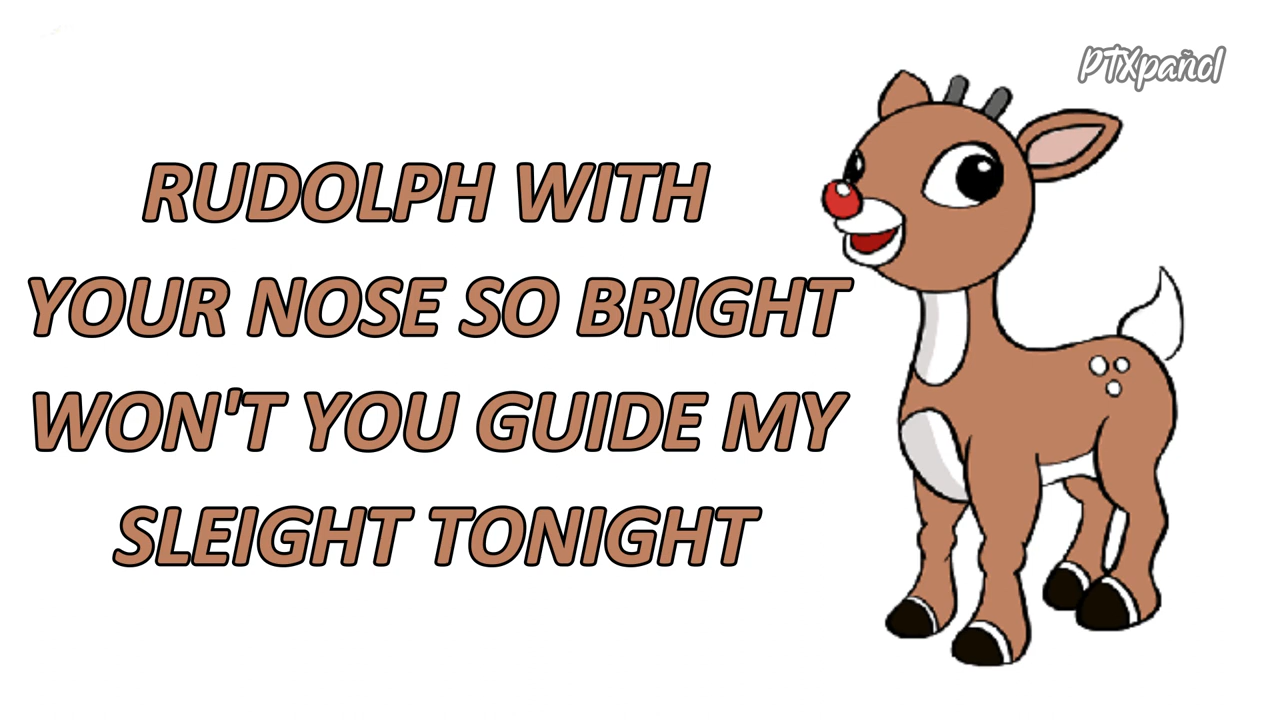 PTXpañol
RUDOLPH WITH
YOUR NOSE SO BRIGHT
WON'T YOU GUIDE MY
SLEIGHT TONIGHT